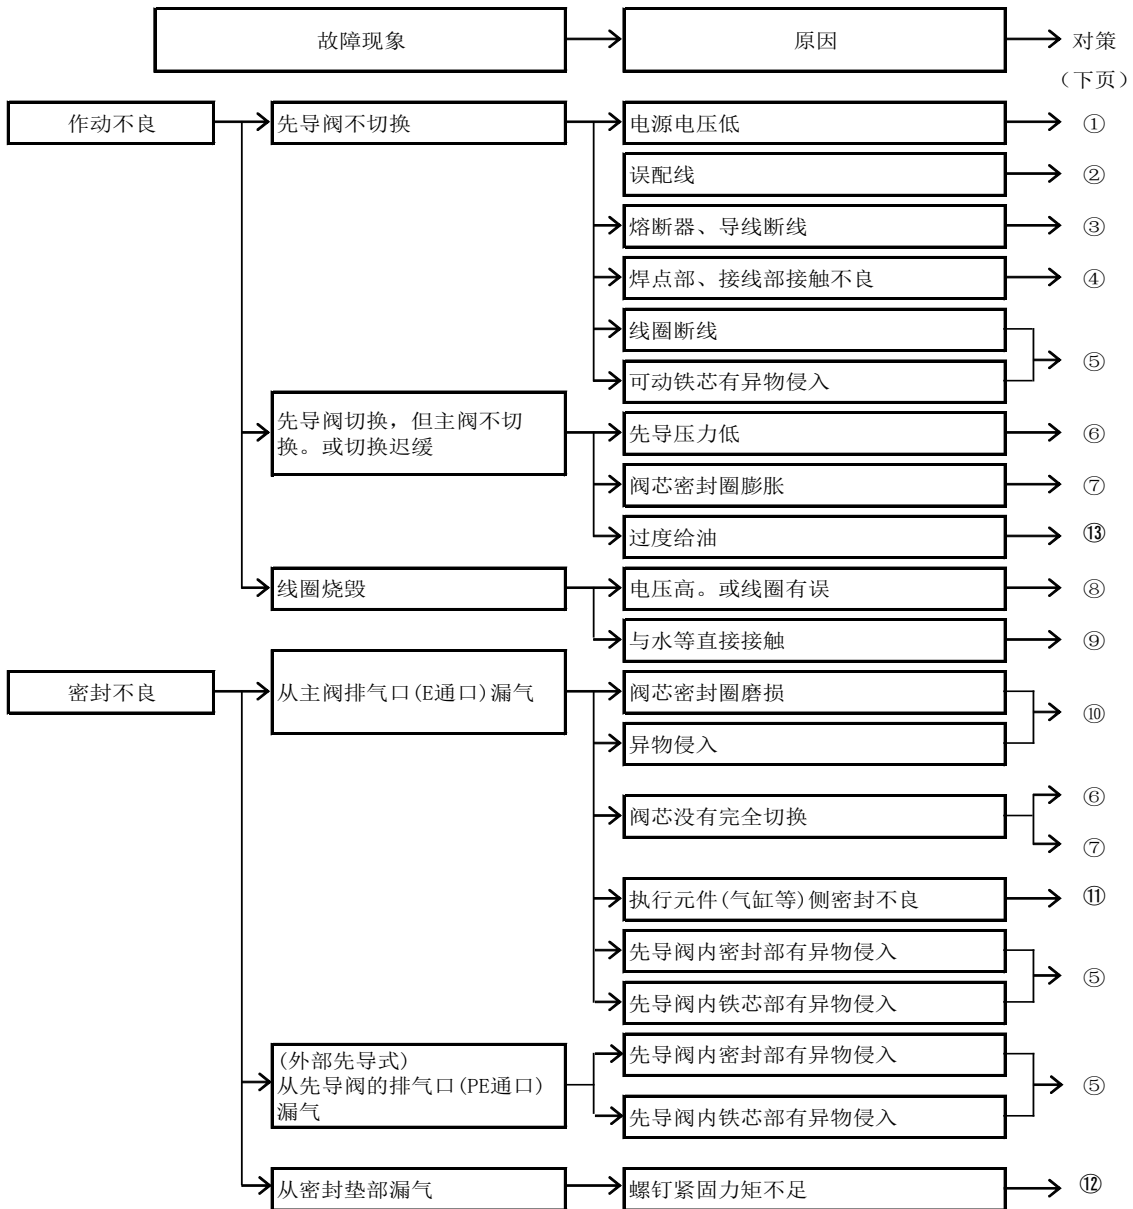 故障现象
原因
对策
（下页）
作动不良
先导阀不切换
电源电压低
①
误配线
②
熔断器、导线断线
③
焊点部、接线部接触不良
④
线圈断线
可动铁芯有异物侵入
⑤
先导阀切换，但主阀不切
换。或切换迟缓
先导压力低
⑥
阀芯密封圈膨胀
⑦
过度给油
⑬
线圈烧毁
电压高。或线圈有误
⑧
与水等直接接触
⑨
密封不良
从主阀排气口(E通口)漏气
阀芯密封圈磨损
异物侵入
⑩
阀芯没有完全切换
⑥
⑦
执行元件(气缸等)侧密封不良
⑪
先导阀内密封部有异物侵入
先导阀内铁芯部有异物侵入
⑤
(外部先导式)
从先导阀的排气口(PE通口)
漏气
先导阀内密封部有异物侵入
先导阀内铁芯部有异物侵入
⑤
从密封垫部漏气
螺钉紧固力矩不足
⑫